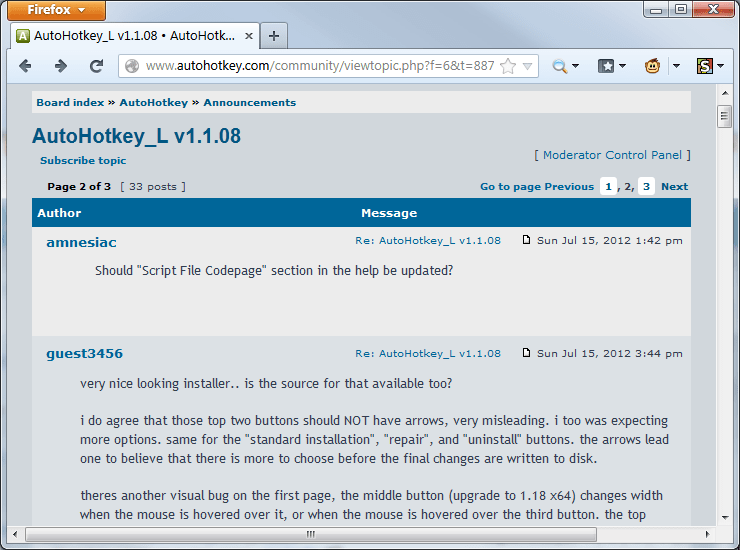 Firefox
AutoHotkey_L v1.1.08 • AutoHotk...
www.autohotkey.com/community/viewtopic.php?f=6&t=887
Board index » AutoHotkey » Announcements
AutoHotkey_L v1.1.08
Subscribe topic
[ Moderator Control Panel ]
Page 2 of 3 [ 33 posts ]
Go to page Previous 1, 2, 3 Next
Author Message
amnesiac Re: AutoHotkey_L v1.1.08 Sun Jul 15, 2012 1:42 pm
Should "Script File Codepage" section in the help be updated?
guest3456 Re: AutoHotkey_L v1.1.08 Sun Jul 15, 2012 3:44 pm
very nice looking installer.. is the source for that available too?
i do agree that those top two buttons should NOT have arrows, very misleading. i too was expecting
more options. same for the "standard installation", "repair", and "uninstall" buttons. the arrows lead
one to believe that there is more to choose before the final changes are written to disk.
theres another visual bug on the first page, the middle button (upgrade to 1.18 x64) changes width
when the mouse is hovered over it, or when the mouse is hovered over the third button. the top